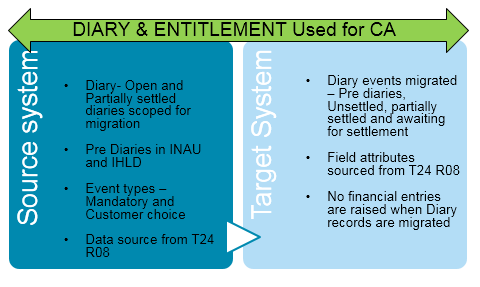 DIARY & ENTITLEMENT Used for CA
Source system
• Diary- Open and
Partially settled
diaries scoped for
migration
• Pre Diaries in INAU
and IHLD
• Event types –
Mandatory and
Customer choice
• Data source from T24
R08
Target System
• Diary events migrated
– Pre diaries,
Unsettled, partially
settled and awaiting
for settlement
• Field attributes
sourced from T24 R08
• No financial entries
are raised when Diary
records are migrated